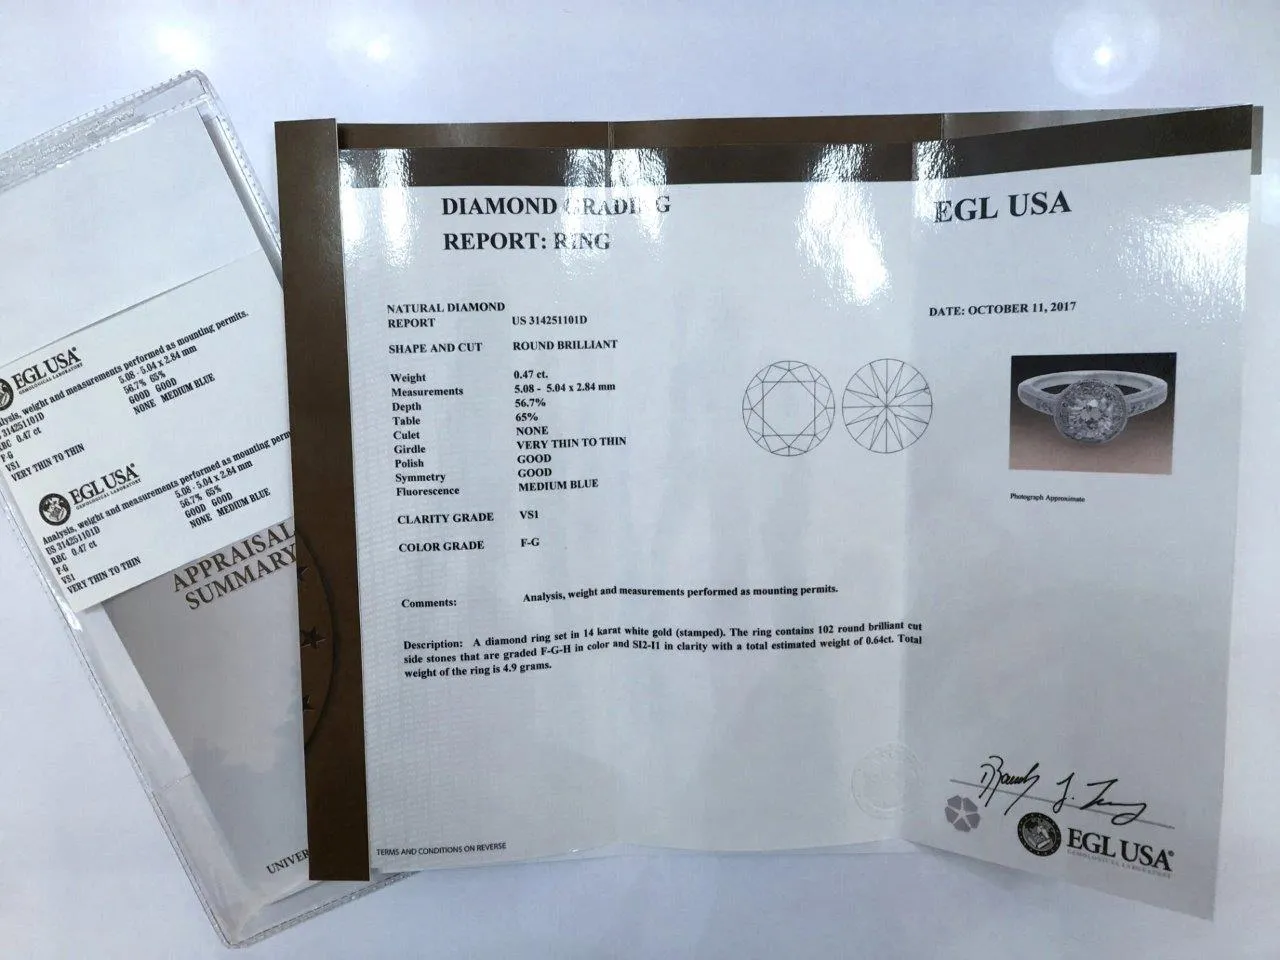 EGL USA
GEMOLOGICAL LABORATORY
Analysis, weight and measurements performed as mounting permits.
314251101D 5.08 - 5.04 x 2.84 mm
RBC 0.47 ct 56.7% 65%
F-G GOOD GOOD
VS1 NONE MEDIUM BLUE
VERY THIN TO THIN
EGL USA
GEMOLOGICAL LABORATORY
Analysis, weight and measurements performed as mounting perm
US 314251101D 5.08 - 5.04 x 2.84 mm
RBC 0.47 ct 56.7% 65%
F-G GOOD GOOD
VS1 NONE MEDIUM BLUE
VERY THIN TO THIN
APPRAISAL
SUMMARY
UNIVER
DIAMOND GRADING
REPORT: RING
EGL USA
NATURAL DIAMOND
REPORT US 314251101D
DATE: OCTOBER 11, 2017
SHAPE AND CUT ROUND BRILLIANT
Weight 0.47 ct.
Measurements 5.08 - 5.04 x 2.84 mm
Depth 56.7%
Table 65%
Culet NONE
Girdle VERY THIN TO THIN
Polish GOOD
Symmetry GOOD
Fluorescence MEDIUM BLUE
CLARITY GRADE VS1
COLOR GRADE F-G
Photograph Approximate
Comments: Analysis, weight and measurements performed as mounting permits.
Description: A diamond ring set in 14 karat white gold (stamped). The ring contains 102 round brilliant cut
side stones that are graded F-G-H in color and SI2-I1 in clarity with a total estimated weight of 0.64ct. Total
weight of the ring is 4.9 grams.
TERMS AND CONDITIONS ON REVERSE
EGL USA
GEMOLOGICAL LABORATORY